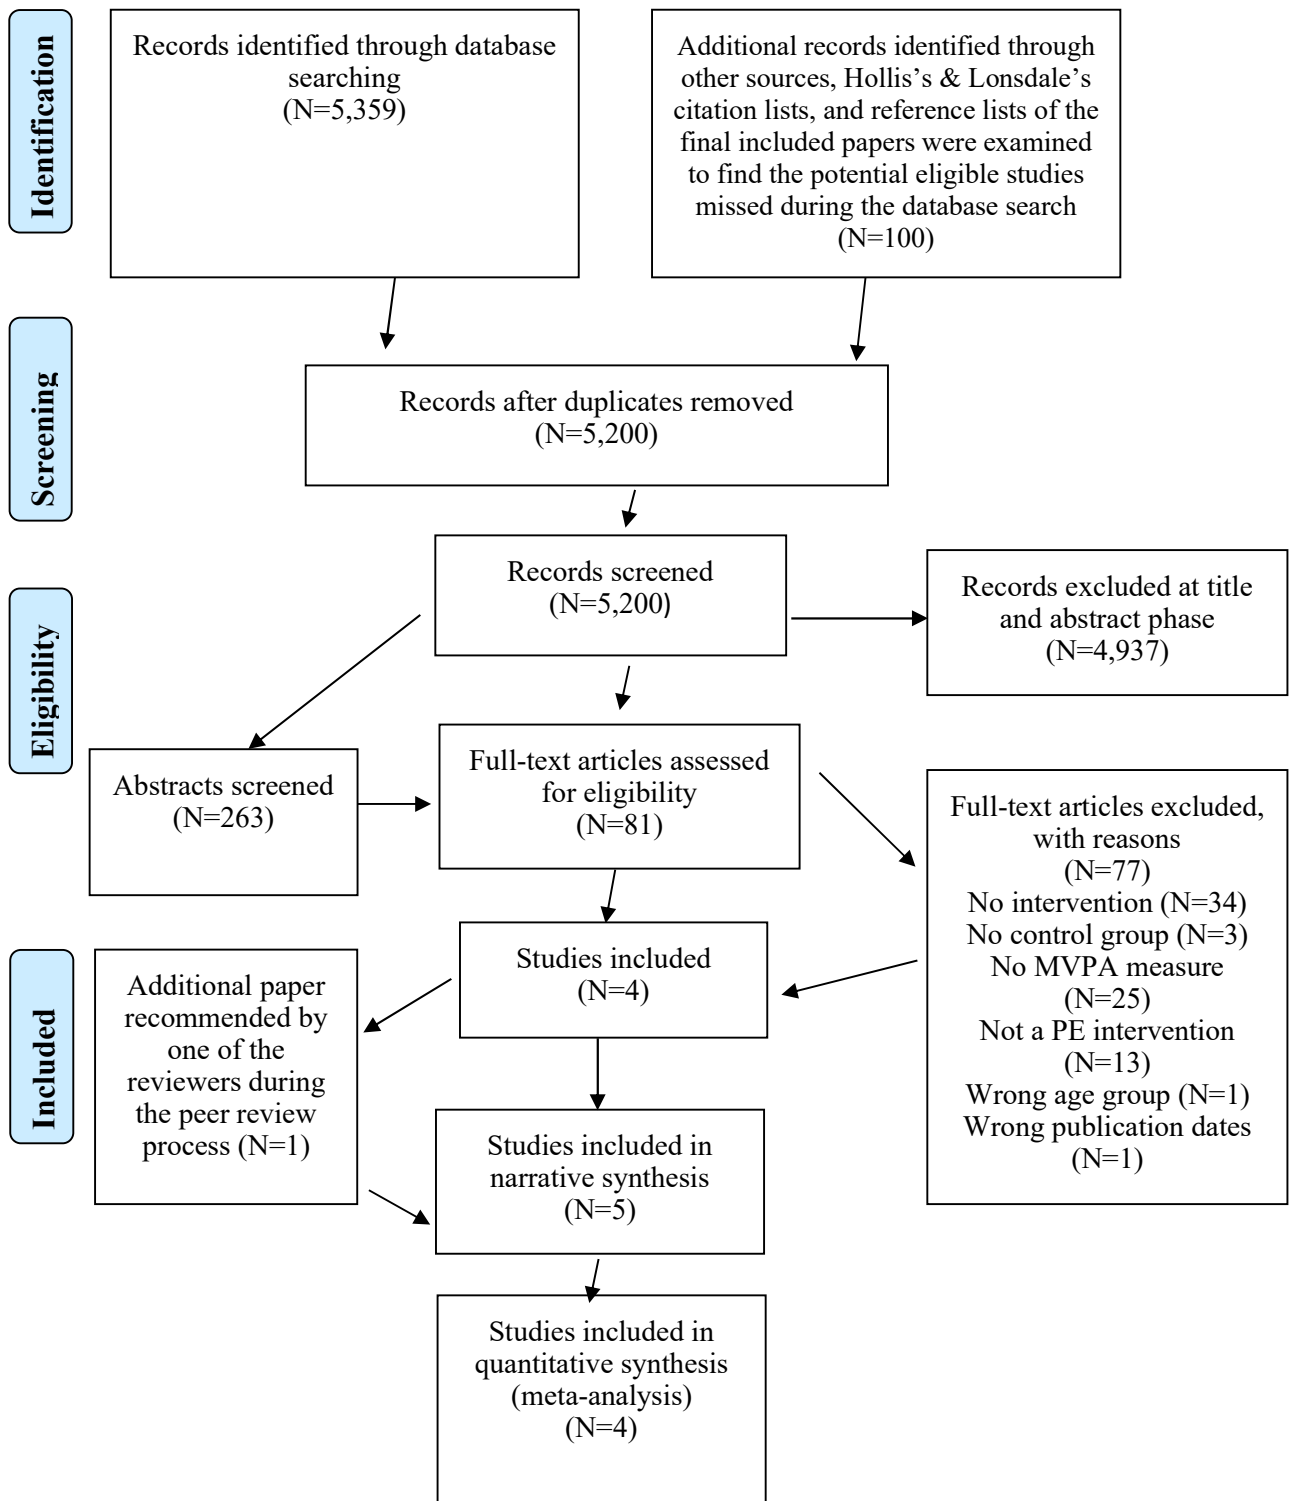 Identification
Records identified through database
searching
(N=5,359)
Additional records identified through
other sources, Hollis’s & Lonsdale’s
citation lists, and reference lists of the
final included papers were examined
to find the potential eligible studies
missed during the database search
(N=100)
Screening
Records after duplicates removed
(N=5,200)
Records screened
(N=5,200)
Records excluded at title
and abstract phase
(N=4,937)
Eligibility
Abstracts screened
(N=263)
Full-text articles assessed
for eligibility
(N=81)
Full-text articles excluded,
with reasons
(N=77)
No intervention (N=34)
No control group (N=3)
No MVPA measure
(N=25)
Not a PE intervention
(N=13)
Wrong age group (N=1)
Wrong publication dates
(N=1)
Included
Studies included
(N=4)
Additional paper
recommended by
one of the
reviewers during
the peer review
process (N=1)
Studies included in
narrative synthesis
(N=5)
Studies included in
quantitative synthesis
(meta-analysis)
(N=4)